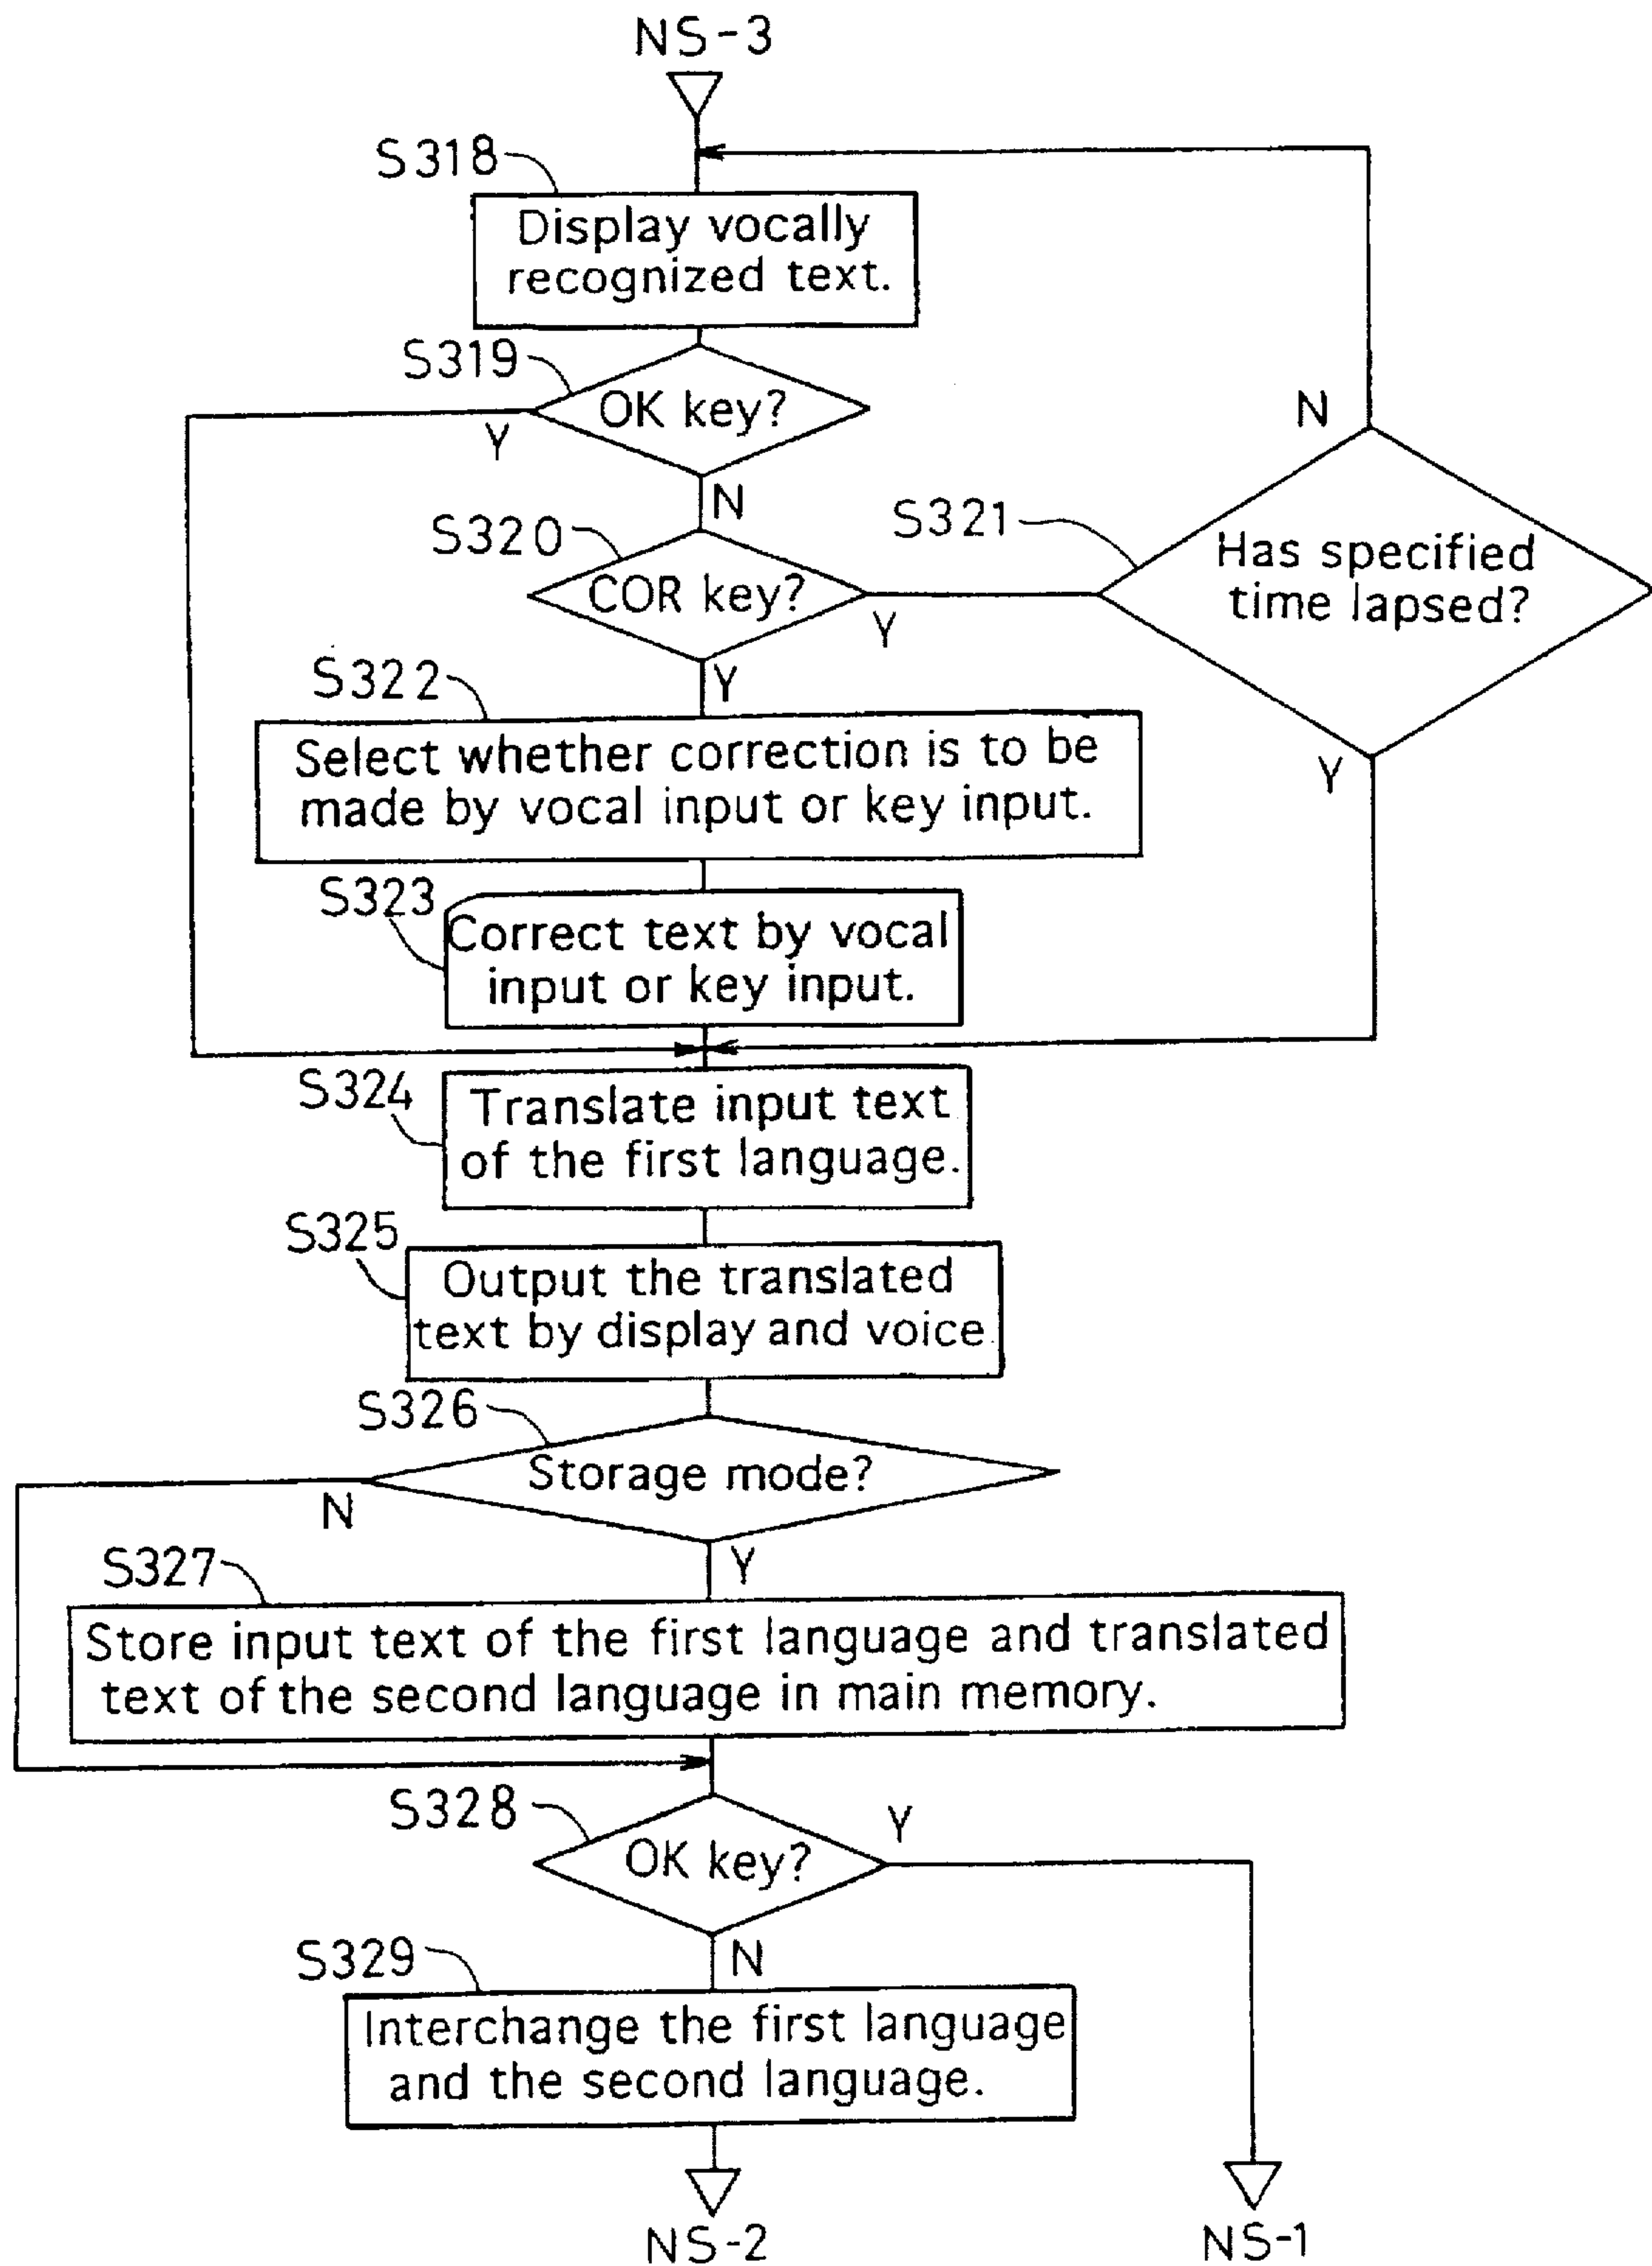 NS-3
S318
Display vocally
recognized text.
S319
OK key?
Y
N
N
S320
COR key?
Y
S321
Has specified
time lapsed?
Y
Y
S322
Select whether correction is to be
made by vocal input or key input.
S323
Correct text by vocal
input or key input.
S324
Translate input text
of the first language.
S325
Output the translated
text by display and voice
S326
Storage mode?
N
Y
S327
Store input text of the first language and translated
text of the second language in main memory.
S328
OK key?
Y
N
S329
Interchange the first language
and the second language.
NS-2
NS-1